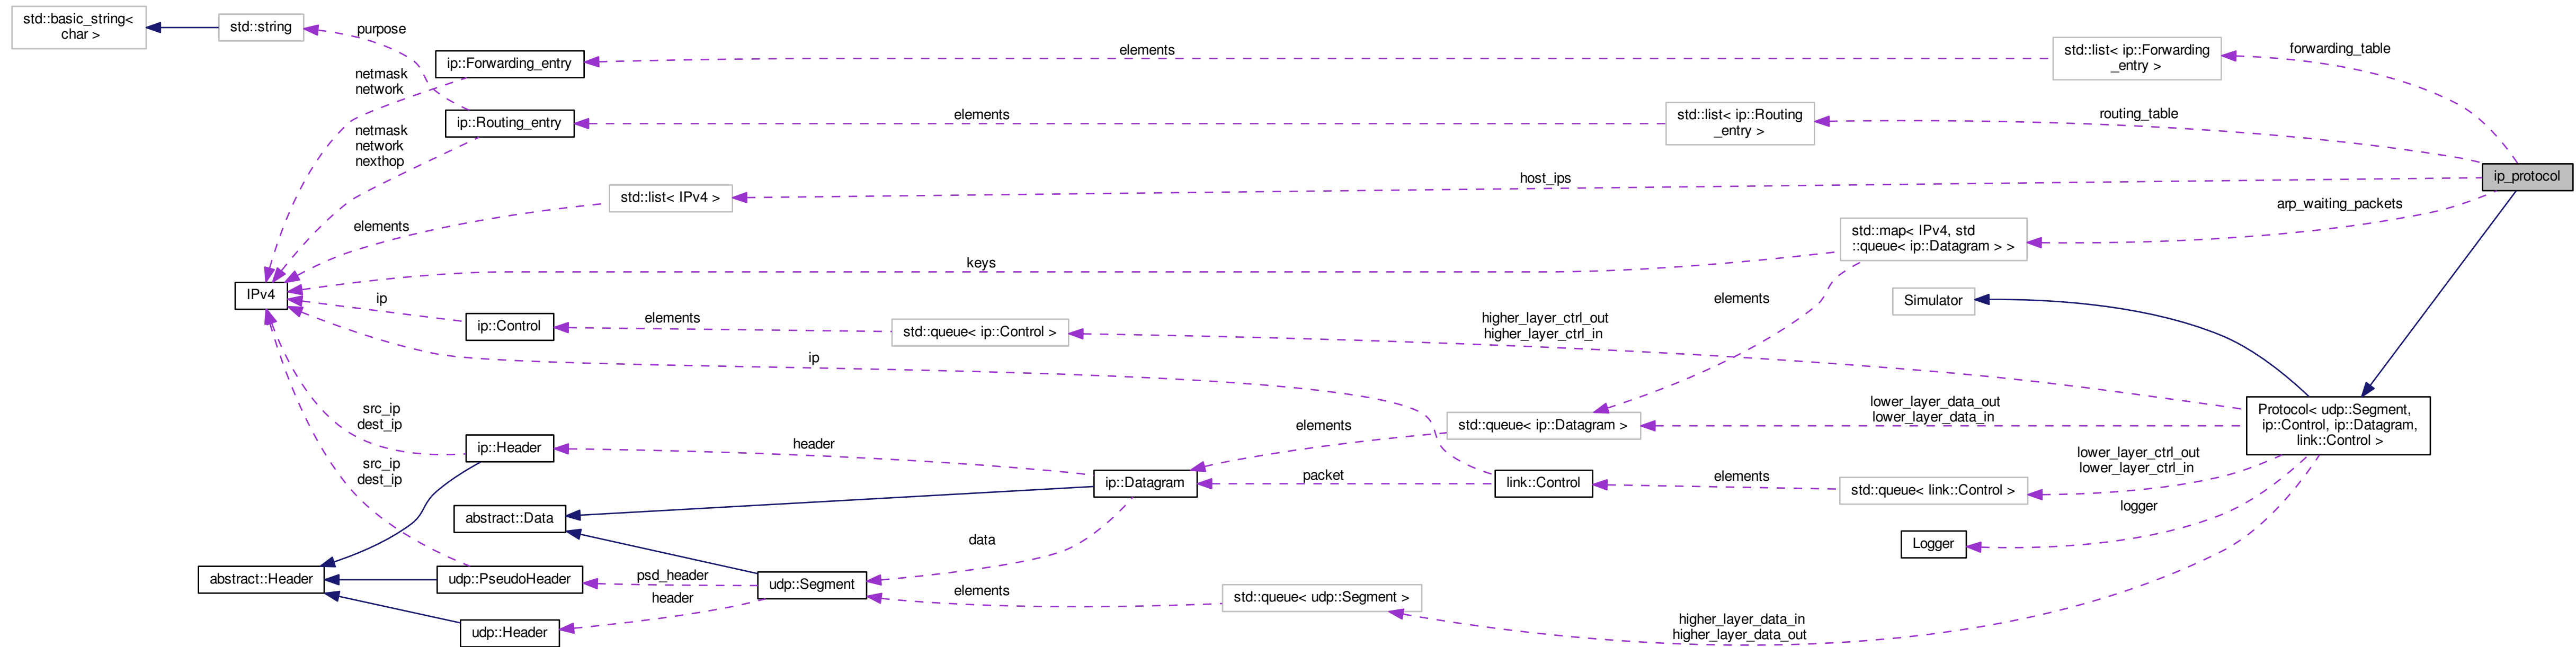 std::basic_string<
char >
std::string
purpose
ip::Forwarding_entry
elements
std::list< ip::Forwarding
_entry >
forwarding_table
netmask
network
ip::Routing_entry
elements
std::list< ip::Routing
_entry >
routing_table
netmask
network
nexthop
ip_protocol
std::list< IPv4 >
host_ips
elements
arp_waiting_packets
std::map< IPv4, std
::queue< ip::Datagram > >
keys
IPv4
ip
ip::Control
elements
std::queue< ip::Control >
higher_layer_ctrl_out
higher_layer_ctrl_in
elements
Simulator
ip
src_ip
dest_ip
ip::Header
header
elements
std::queue< ip::Datagram >
lower_layer_data_out
lower_layer_data_in
Protocol< udp::Segment,
ip::Control, ip::Datagram,
link::Control >
src_ip
dest_ip
ip::Datagram
packet
link::Control
elements
std::queue< link::Control >
lower_layer_ctrl_out
lower_layer_ctrl_in
abstract::Data
data
Logger
logger
abstract::Header
udp::PseudoHeader
psd_header
header
udp::Segment
elements
std::queue< udp::Segment >
udp::Header
higher_layer_data_in
higher_layer_data_out